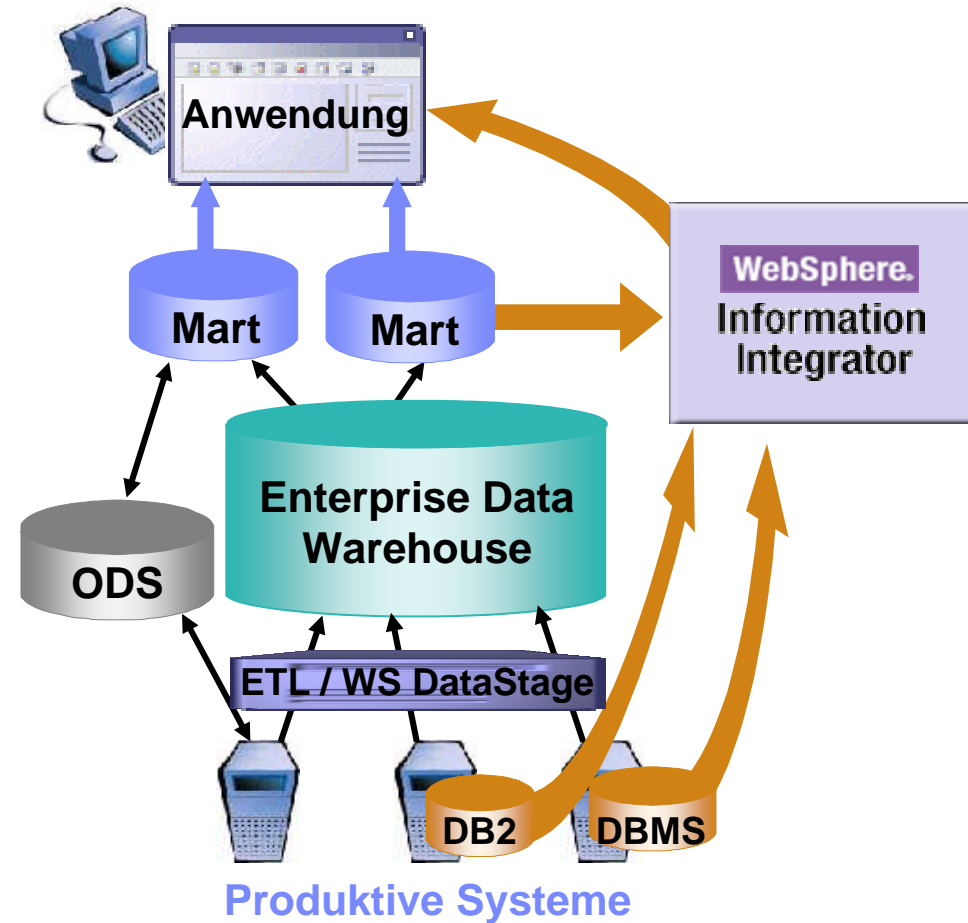 Anwendung
WebSphere.
Information
Integrator
Mart
Mart
Enterprise Data
Warehouse
ODS
ETL / WS DataStage
DB2
DBMS
Produktive Systeme